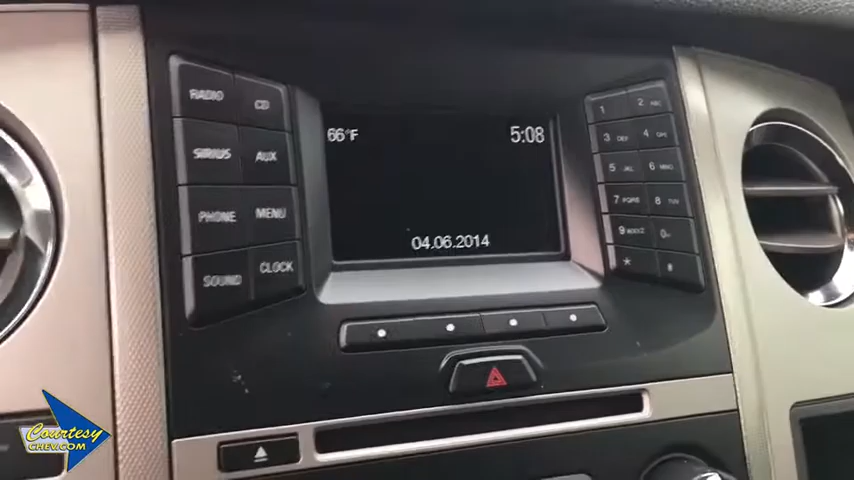 RADIO CD
SIRIUS AUX
PHONE MENU
SOUND CLOCK
66°F 5:08
04.06.2014
1 2 ABC
3 DEF 4 GHI
5 JKL 6 MNO
7 PQRS 8 TUV
9 WXYZ 0
*
#
Courtesy
CHEV.COM